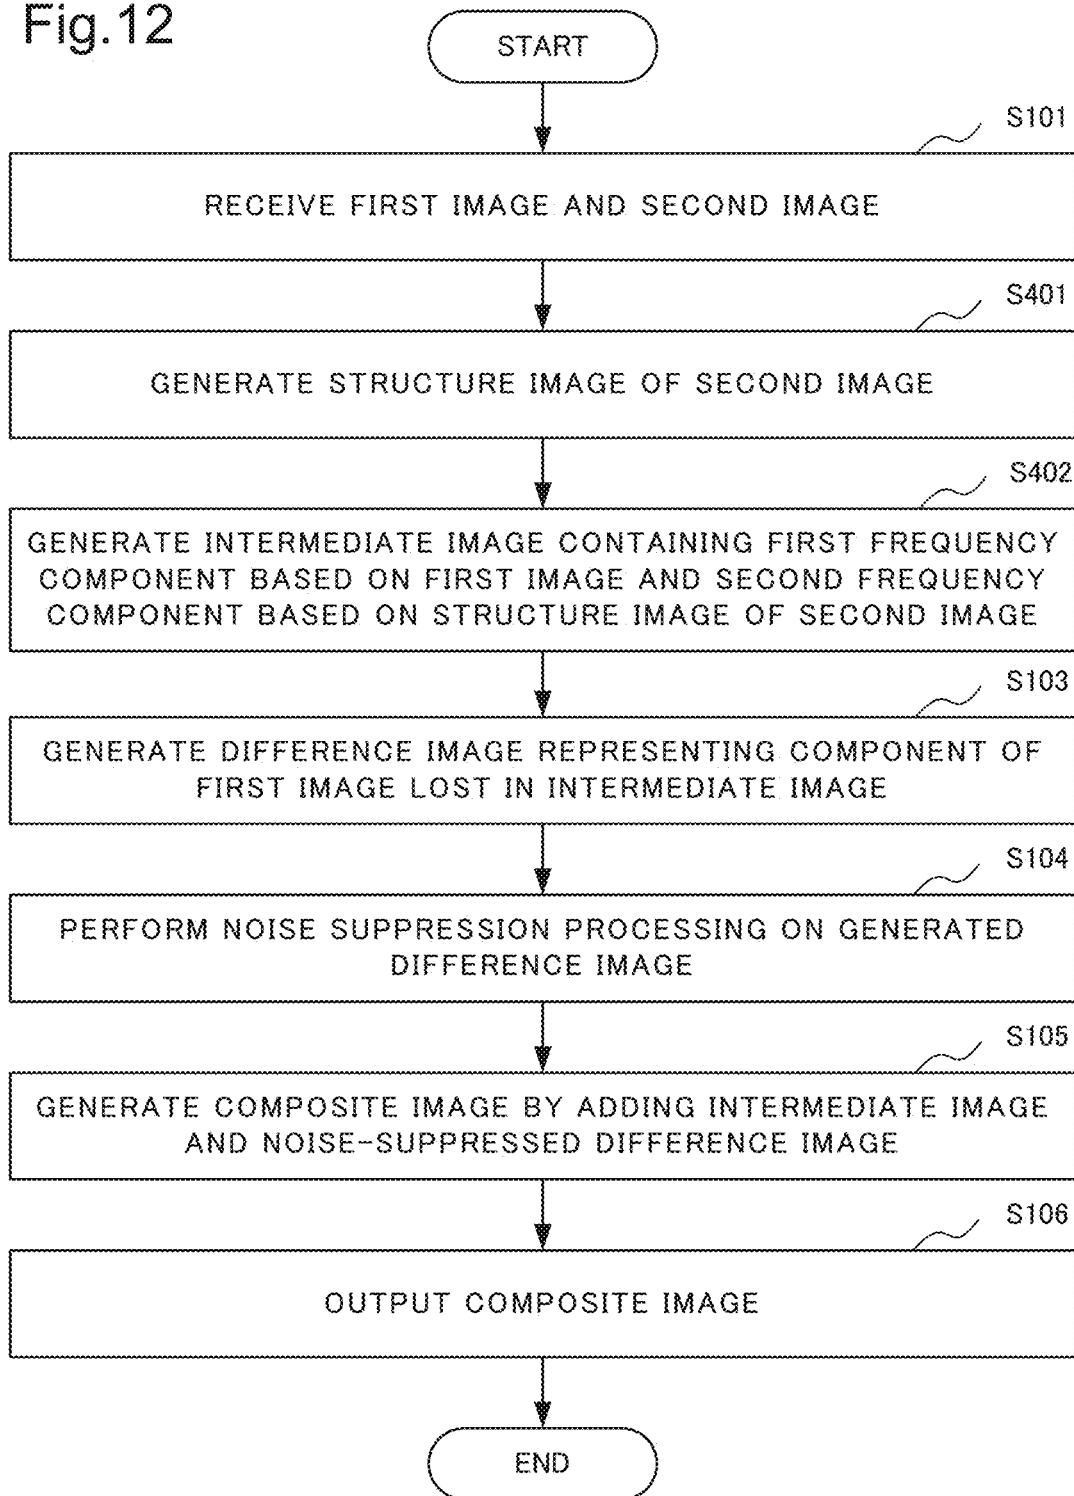 Fig.12
START
S101
RECEIVE FIRST IMAGE AND SECOND IMAGE
S401
GENERATE STRUCTURE IMAGE OF SECOND IMAGE
S402
GENERATE INTERMEDIATE IMAGE CONTAINING FIRST FREQUENCY
COMPONENT BASED ON FIRST IMAGE AND SECOND FREQUENCY
COMPONENT BASED ON STRUCTURE IMAGE OF SECOND IMAGE
S103
GENERATE DIFFERENCE IMAGE REPRESENTING COMPONENT OF
FIRST IMAGE LOST IN INTERMEDIATE IMAGE
S104
PERFORM NOISE SUPPRESSION PROCESSING ON GENERATED
DIFFERENCE IMAGE
S105
GENERATE COMPOSITE IMAGE BY ADDING INTERMEDIATE IMAGE
AND NOISE-SUPPRESSED DIFFERENCE IMAGE
S106
OUTPUT COMPOSITE IMAGE
END